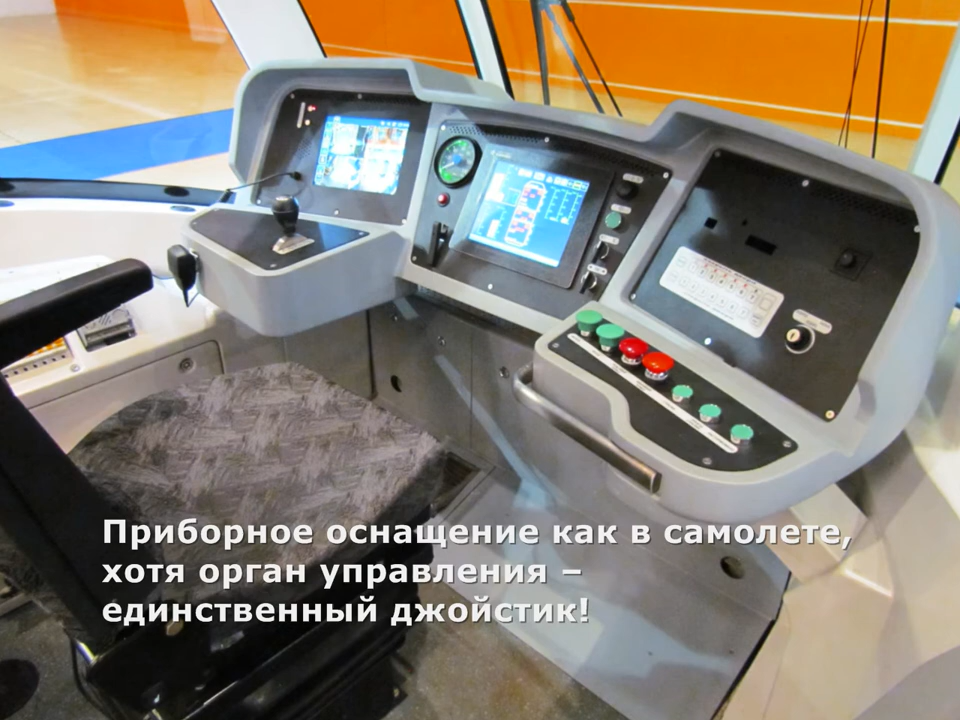 Приборное оснащение как в самолете,
хотя орган управления –
единственный джойстик!